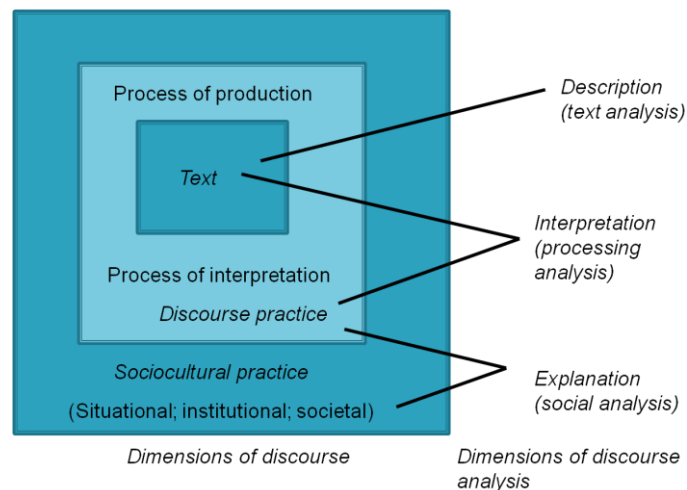 Process of production
Text
Process of interpretation
Discourse practice
Sociocultural practice
(Situational; institutional; societal)
Dimensions of discourse
Description
(text analysis)
Interpretation
(processing
analysis)
Explanation
(social analysis)
Dimensions of discourse
analysis